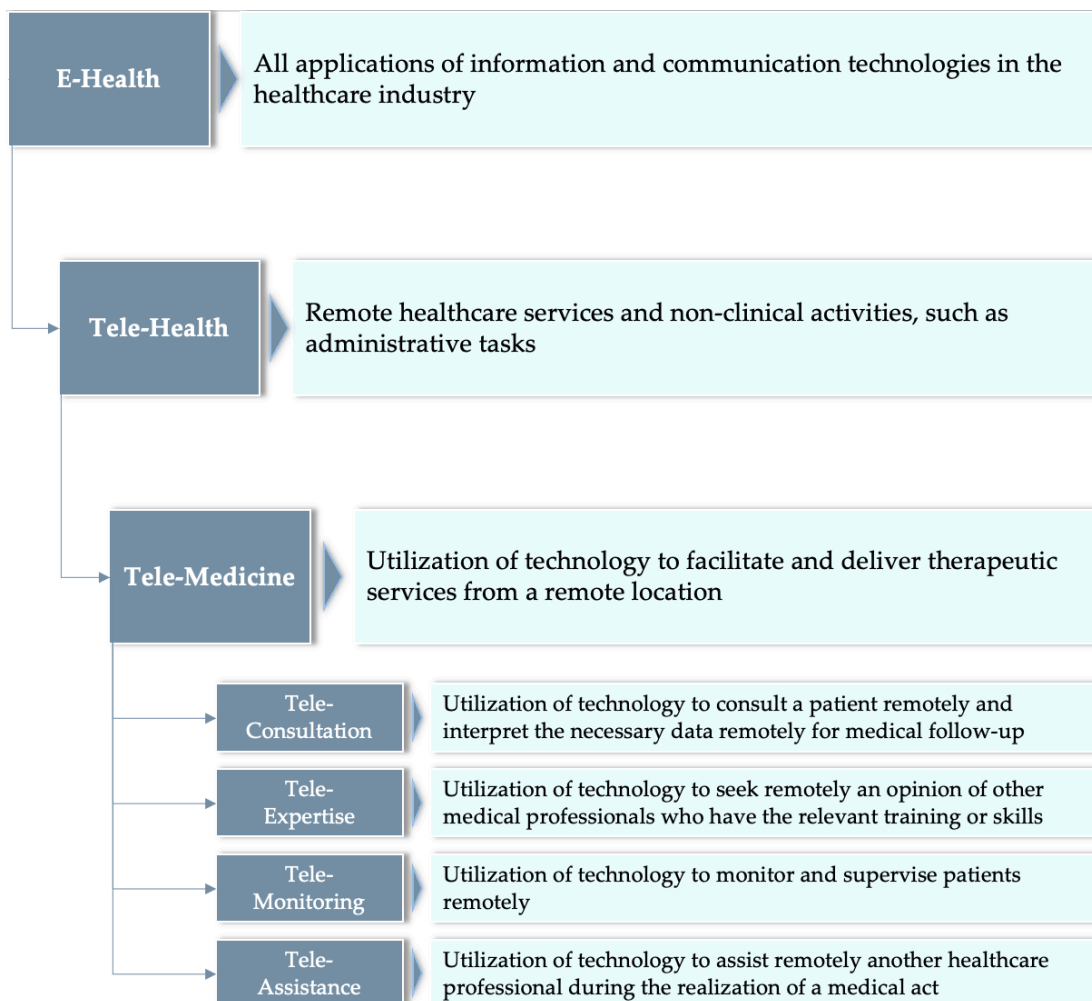 E-Health
All applications of information and communication technologies in the
healthcare industry
Tele-Health
Remote healthcare services and non-clinical activities, such as
administrative tasks
Tele-Medicine
Utilization of technology to facilitate and deliver therapeutic
services from a remote location
Tele-
Consultation
Utilization of technology to consult a patient remotely and
interpret the necessary data remotely for medical follow-up
Tele-
Expertise
Utilization of technology to seek remotely an opinion of other
medical professionals who have the relevant training or skills
Tele-
Monitoring
Utilization of technology to monitor and supervise patients
remotely
Tele-
Assistance
Utilization of technology to assist remotely another healthcare
professional during the realization of a medical act